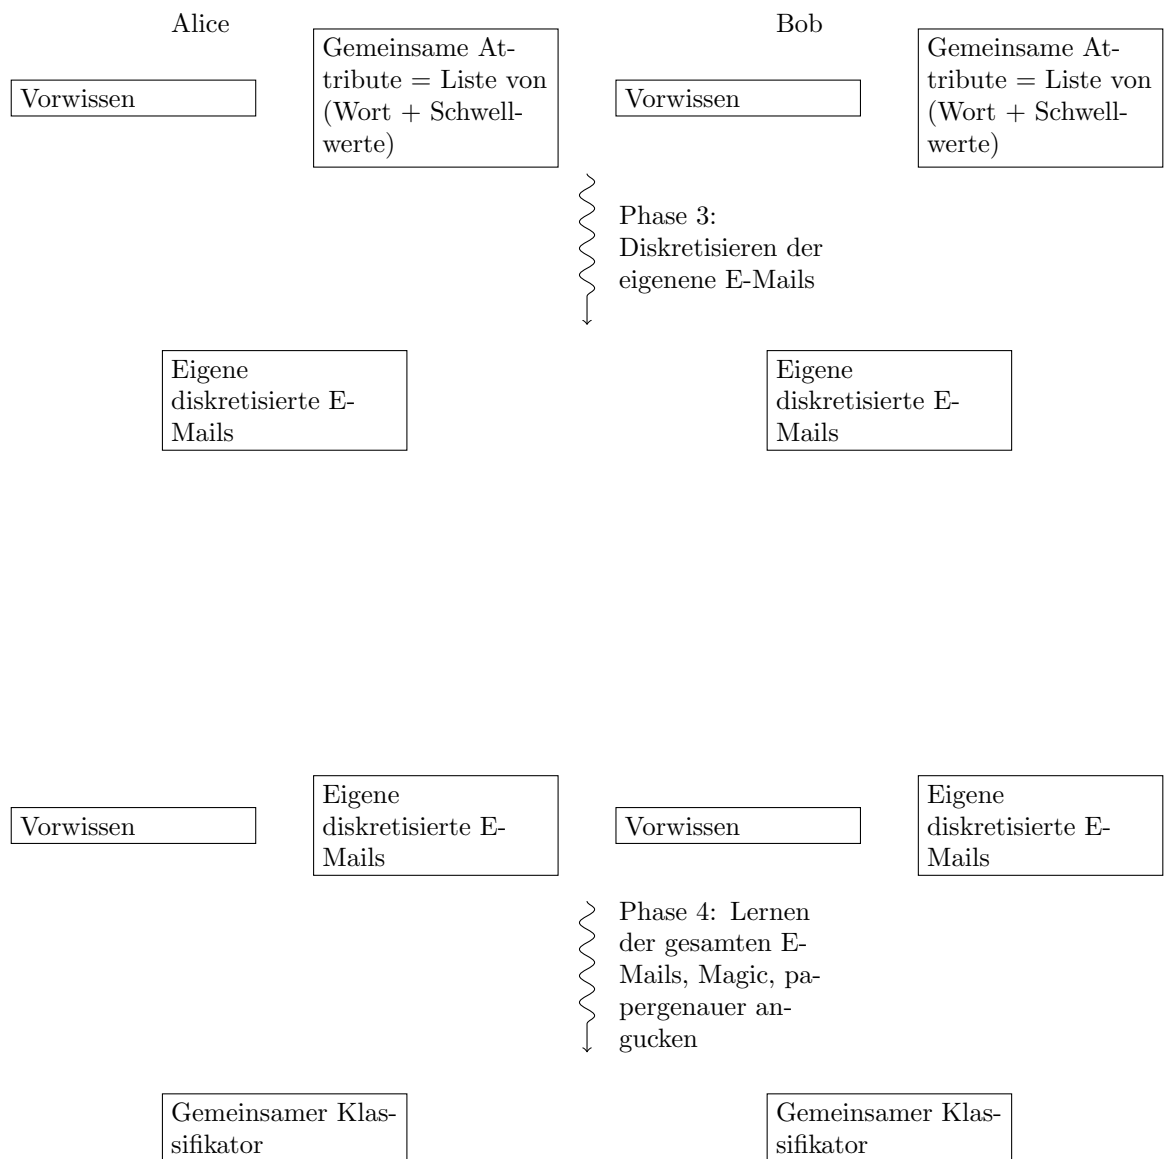 Alice
Bob
Vorwissen
Gemeinsame At-
tribute = Liste von
(Wort + Schwell-
werte)
Vorwissen
Gemeinsame At-
tribute = Liste von
(Wort + Schwell-
werte)
Phase 3:
Diskretisieren der
eigenene E-Mails
Eigene
diskretisierte E-
Mails
Eigene
diskretisierte E-
Mails
Vorwissen
Eigene
diskretisierte E-
Mails
Vorwissen
Eigene
diskretisierte E-
Mails
Phase 4: Lernen
der gesamten E-
Mails, Magic, pa-
pergenauer an-
gucken
Gemeinsamer Klas-
sifikator
Gemeinsamer Klas-
sifikator